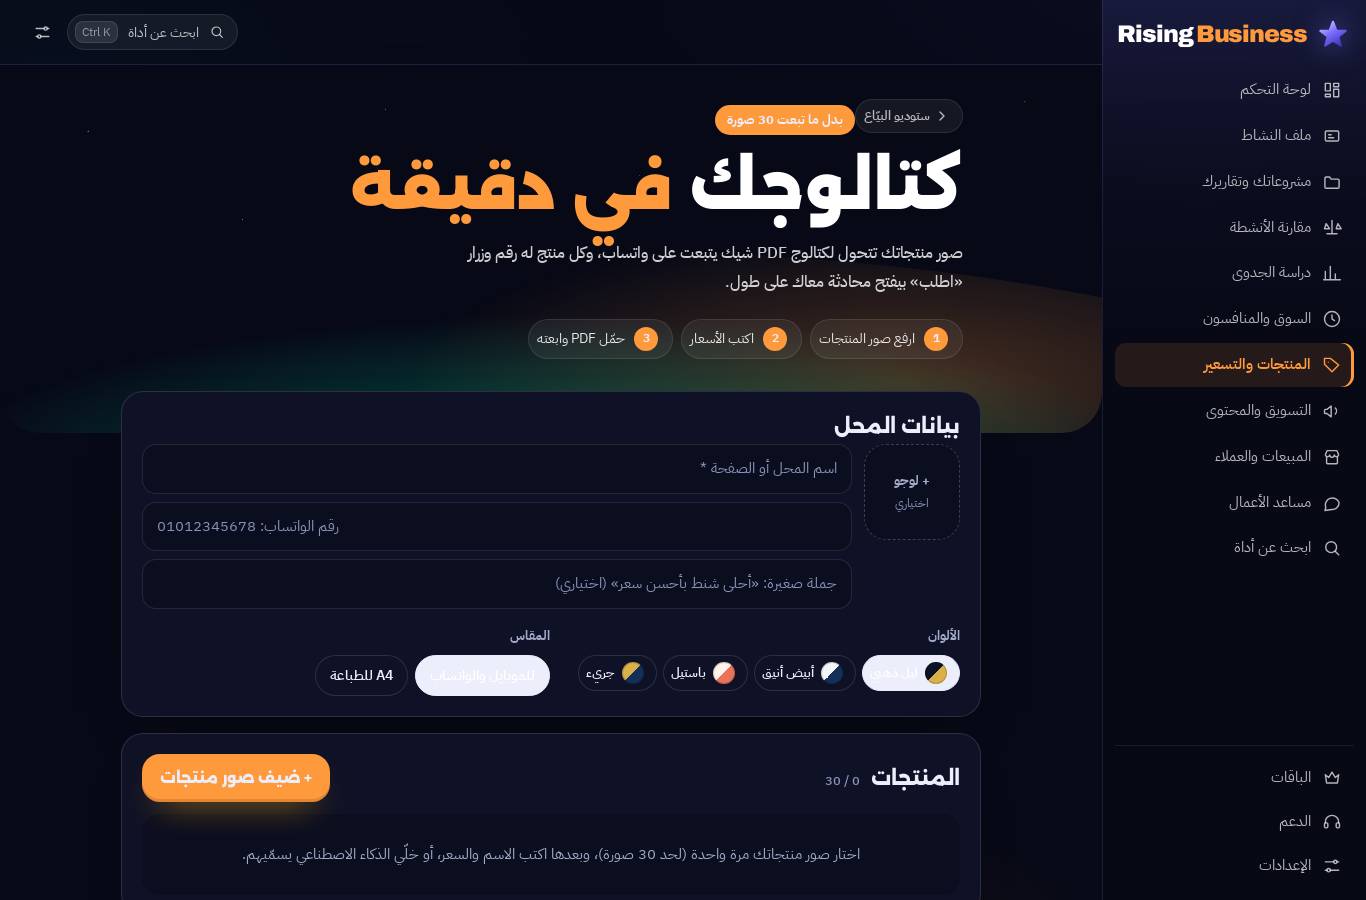 Rising Business
لوحة التحكم
ملف النشاط
مشروعاتك وتقاريرك
مقارنة الأنشطة
دراسة الجدوى
السوق والمنافسون
المنتجات والتسعير
التسويق والمحتوى
المبيعات والعملاء
مساعد الأعمال
ابحث عن أداة
الباقات
الدعم
الإعدادات
ابحث عن أداة Ctrl K
ستوديو البيّاع
بدل ما تبعت 30 صورة
كتالوجك في دقيقة
صور منتجاتك تتحول لكتالوج PDF شيك يتبعت على واتساب، وكل منتج له رقم وزرار
«اطلب» بيفتح محادثة معاك على طول.
1 ارفع صور المنتجات
2 اكتب الأسعار
3 حمّل PDF وابعته
بيانات المحل
+ لوجو
اختياري
اسم المحل أو الصفحة *
رقم الواتساب: 01012345678
جملة صغيرة: «أحلى شنط بأحسن سعر» (اختياري)
الألوان
ليل ذهبي
أبيض أنيق
باستيل
جريء
المقاس
للموبايل والواتساب
A4 للطباعة
المنتجات 0 / 30
+ ضيف صور منتجات
اختار صور منتجاتك مرة واحدة (لحد 30 صورة)، وبعدها اكتب الاسم والسعر، أو خلّي الذكاء الاصطناعي يسمّيهم.